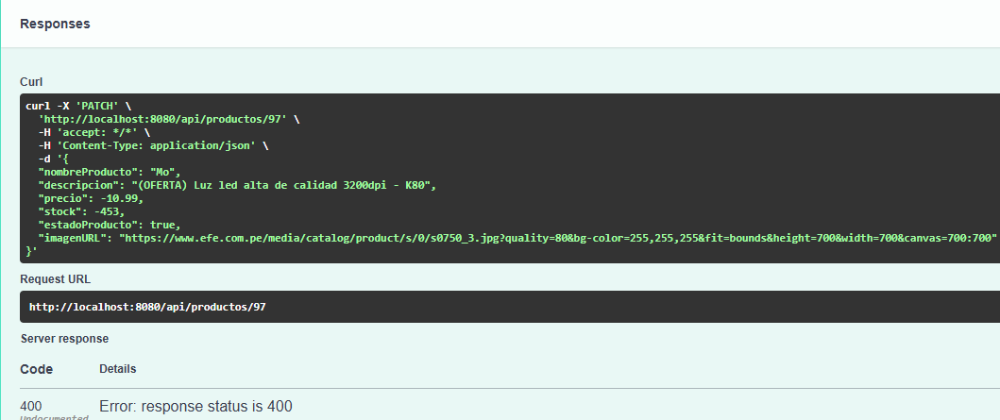 Responses
Curl
curl -X 'PATCH' \
'http://localhost:8080/api/productos/97' \
-H 'accept: */*' \
-H 'Content-Type: application/json' \
-d '{
"nombreProducto": "Mo",
"descripcion": "(OFERTA) Luz led alta de calidad 3200dpi - K80",
"precio": -10.99,
"stock": -453,
"estadoProducto": true,
"imagenURL": "https://www.efe.com.pe/media/catalog/product/s/0/s0750_3.jpg?quality=80&bg-color=255,255,255&fit=bounds&height=700&width=700&canvas=700:700"
}'
Request URL
http://localhost:8080/api/productos/97
Server response
Code Details
400 Error: response status is 400
Undocumented